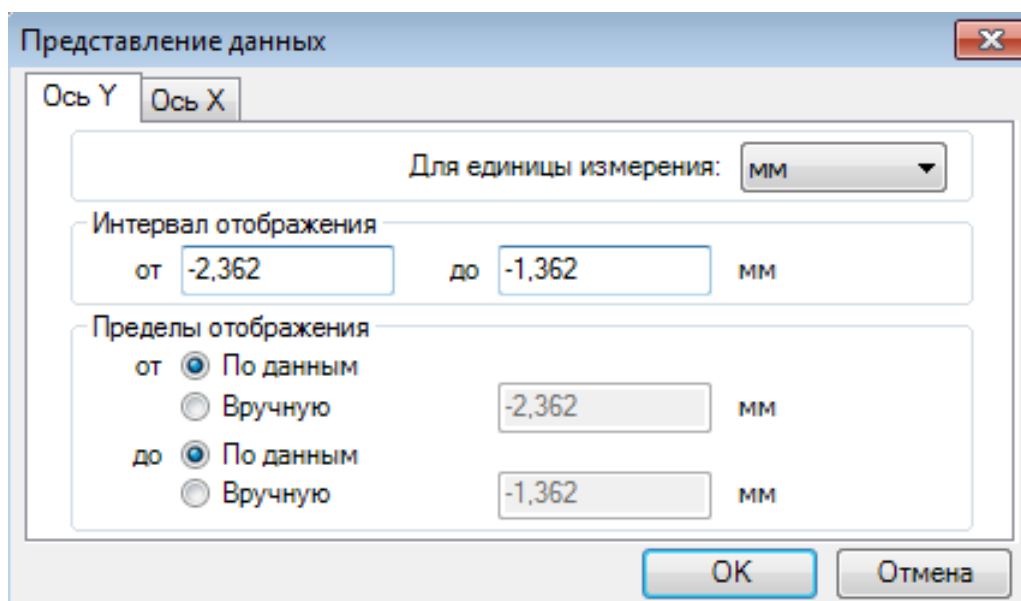 Представление данных
Ось Y Ось X
Для единицы измерения: мм
Интервал отображения
от -2,362 до -1,362 мм
Пределы отображения
от По данным
Вручную -2,362 мм
до По данным
Вручную -1,362 мм
OK Отмена